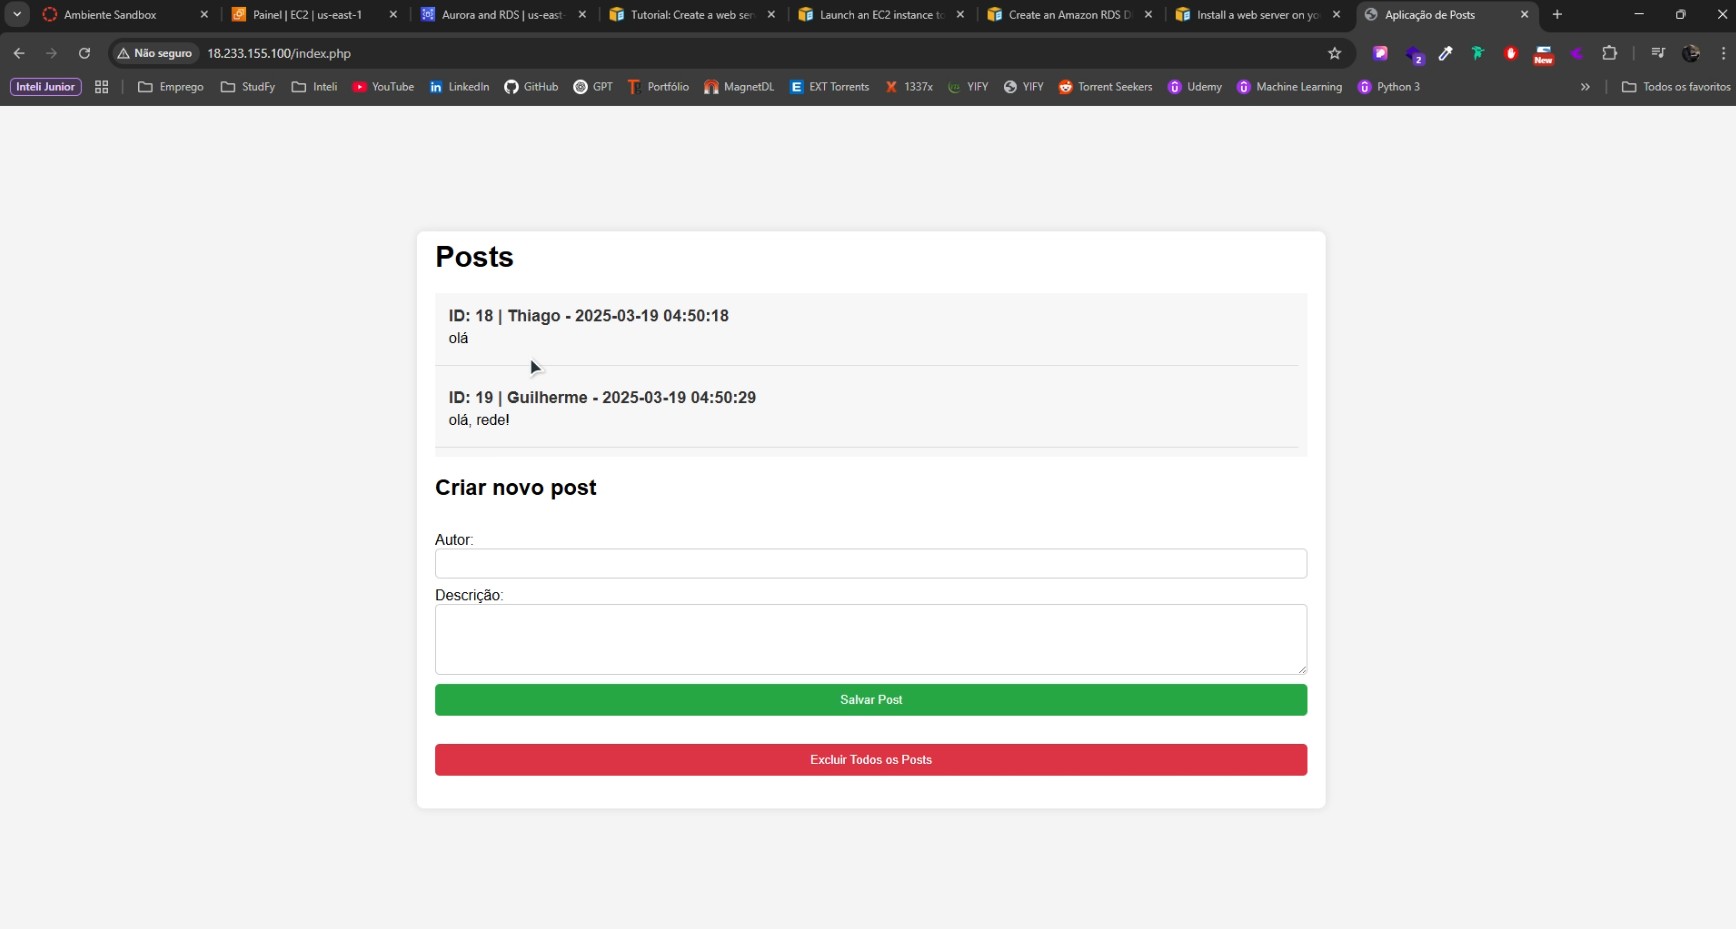 Ambiente Sandbox
Painel | EC2 | us-east-1
Aurora and RDS | us-east-
Tutorial: Create a web ser
Launch an EC2 instance to
Create an Amazon RDS D
Install a web server on yo
Aplicação de Posts
Não seguro
18.233.155.100/index.php
2
New
Inteli Junior
Emprego
StudFy
Inteli
YouTube
LinkedIn
GitHub
GPT
Portfólio
MagnetDL
EXT Torrents
1337x
YIFY
YIFY
Torrent Seekers
Udemy
Machine Learning
Python 3
»
Todos os favoritos
Posts
ID: 18 | Thiago - 2025-03-19 04:50:18
olá
ID: 19 | Guilherme - 2025-03-19 04:50:29
olá, rede!
Criar novo post
Autor:
Descrição:
Salvar Post
Excluir Todos os Posts